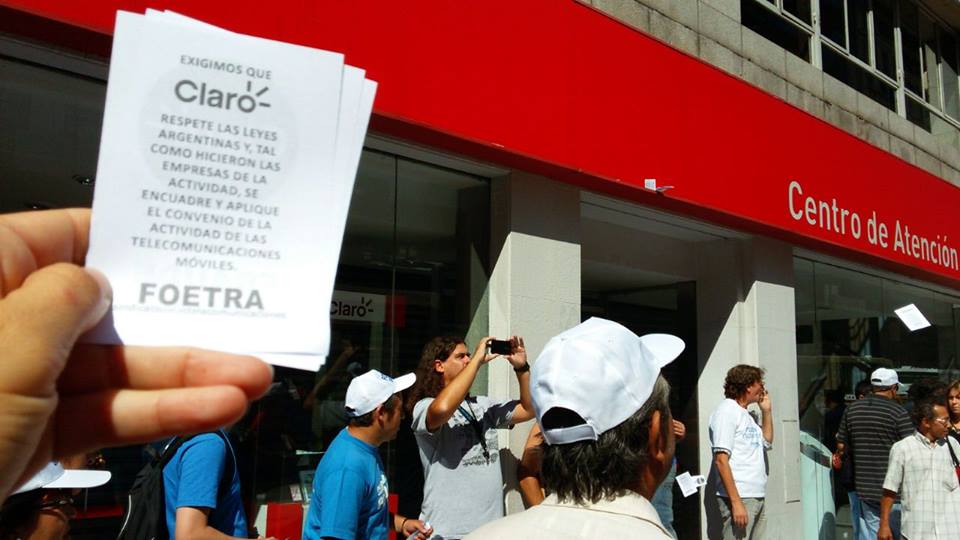 EXIGIMOS QUE
Claro
RESPETE LAS LEYES
ARGENTINAS Y, TAL
COMO HICIERON LAS
EMPRESAS DE LA
ACTIVIDAD, SE
ENCUADRE Y APLIQUE
EL CONVENIO DE LA
ACTIVIDAD DE LAS
TELECOMUNICACIONES
MÓVILES.
FOETRA
Claro
Centro de Atención